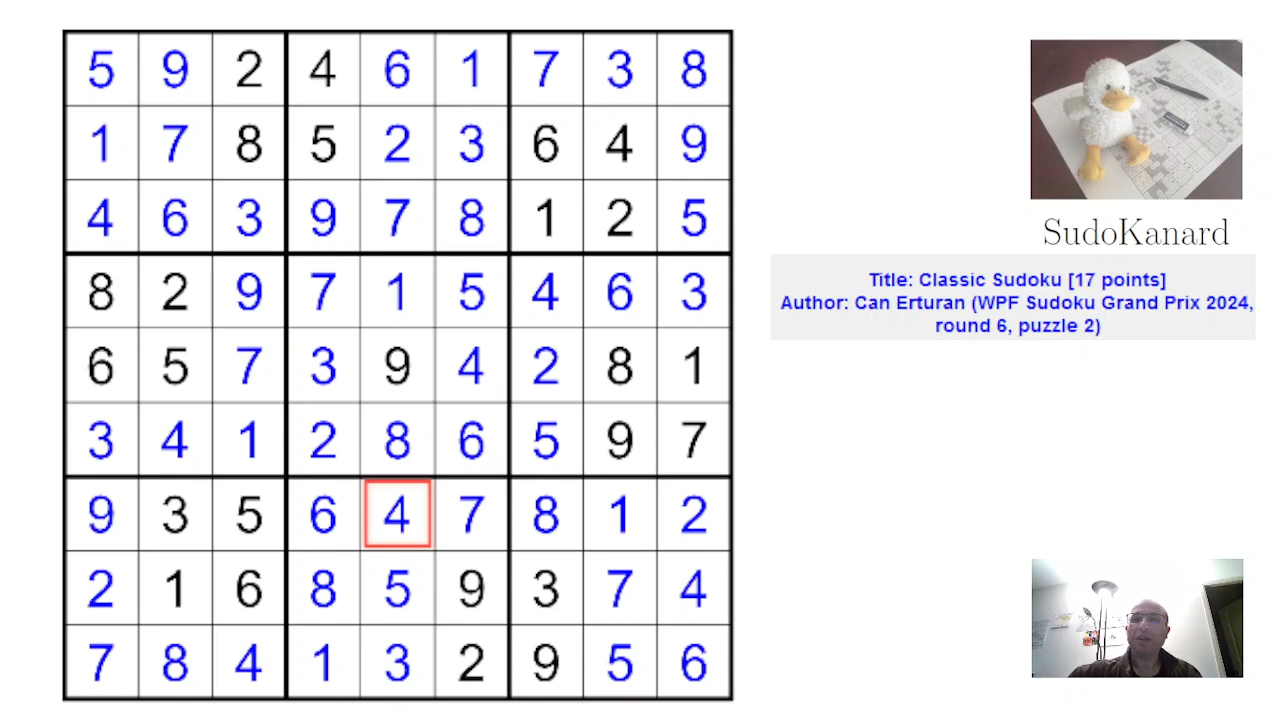 5 9 2 4 6 1 7 3 8
1 7 8 5 2 3 6 4 9
4 6 3 9 7 8 1 2 5
8 2 9 7 1 5 4 6 3
6 5 7 3 9 4 2 8 1
3 4 1 2 8 6 5 9 7
9 3 5 6 4 7 8 1 2
2 1 6 8 5 9 3 7 4
7 8 4 1 3 2 9 5 6
SudoKanard
Title: Classic Sudoku [17 points]
Author: Can Erturan (WPF Sudoku Grand Prix 2024,
round 6, puzzle 2)